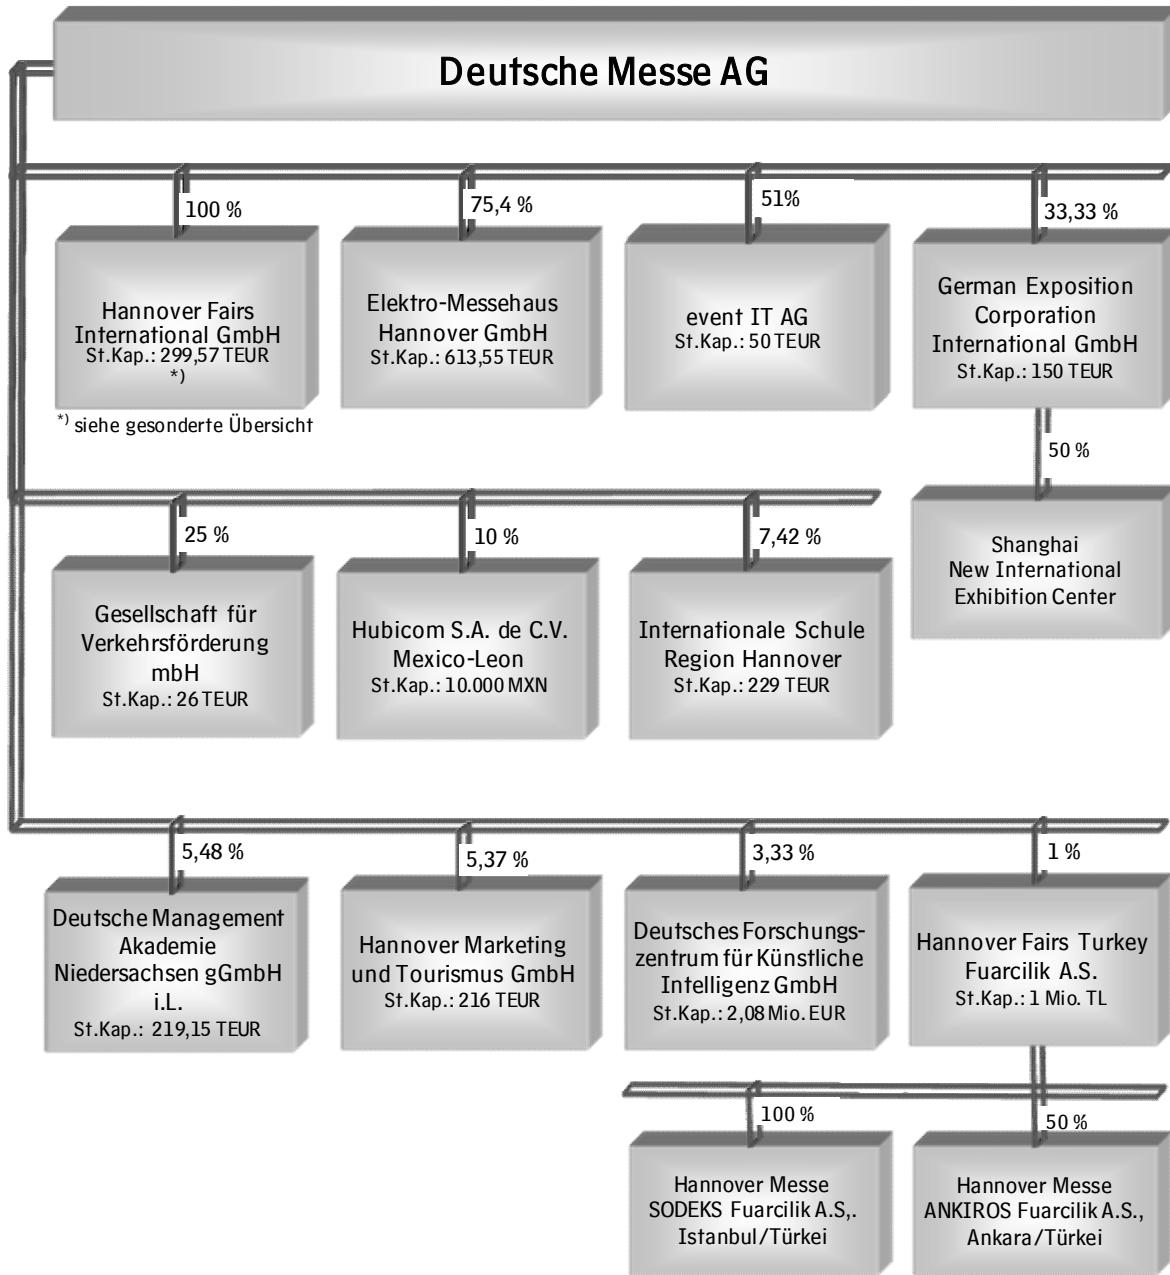 Deutsche Messe AG
100 %
75,4 %
51%
33,33 %
Hannover Fairs
International GmbH
St.Kap.: 299,57 TEUR
*)
Elektro-Messehaus
Hannover GmbH
St.Kap.: 613,55 TEUR
event IT AG
St.Kap.: 50 TEUR
German Exposition
Corporation
International GmbH
St.Kap.: 150 TEUR
*) siehe gesonderte Übersicht
50 %
Shanghai
New International
Exhibition Center
25 %
10 %
7,42 %
Gesellschaft für
Verkehrsförderung
mbH
St.Kap.: 26 TEUR
Hubicom S.A. de C.V.
Mexico-Leon
St.Kap.: 10.000 MXN
Internationale Schule
Region Hannover
St.Kap.: 229 TEUR
5,48 %
5,37 %
3,33 %
1 %
Deutsche Management
Akademie
Niedersachsen gGmbH
i.L.
St.Kap.: 219,15 TEUR
Hannover Marketing
und Tourismus GmbH
St.Kap.: 216 TEUR
Deutsches Forschungs-
zentrum für Künstliche
Intelligenz GmbH
St.Kap.: 2,08 Mio. EUR
Hannover Fairs Turkey
Fuarcilik A.S.
St.Kap.: 1 Mio. TL
100 %
50 %
Hannover Messe
SODEKS Fuarcilik A.S,.
Istanbul/Türkei
Hannover Messe
ANKIROS Fuarcilik A.S.,
Ankara/Türkei